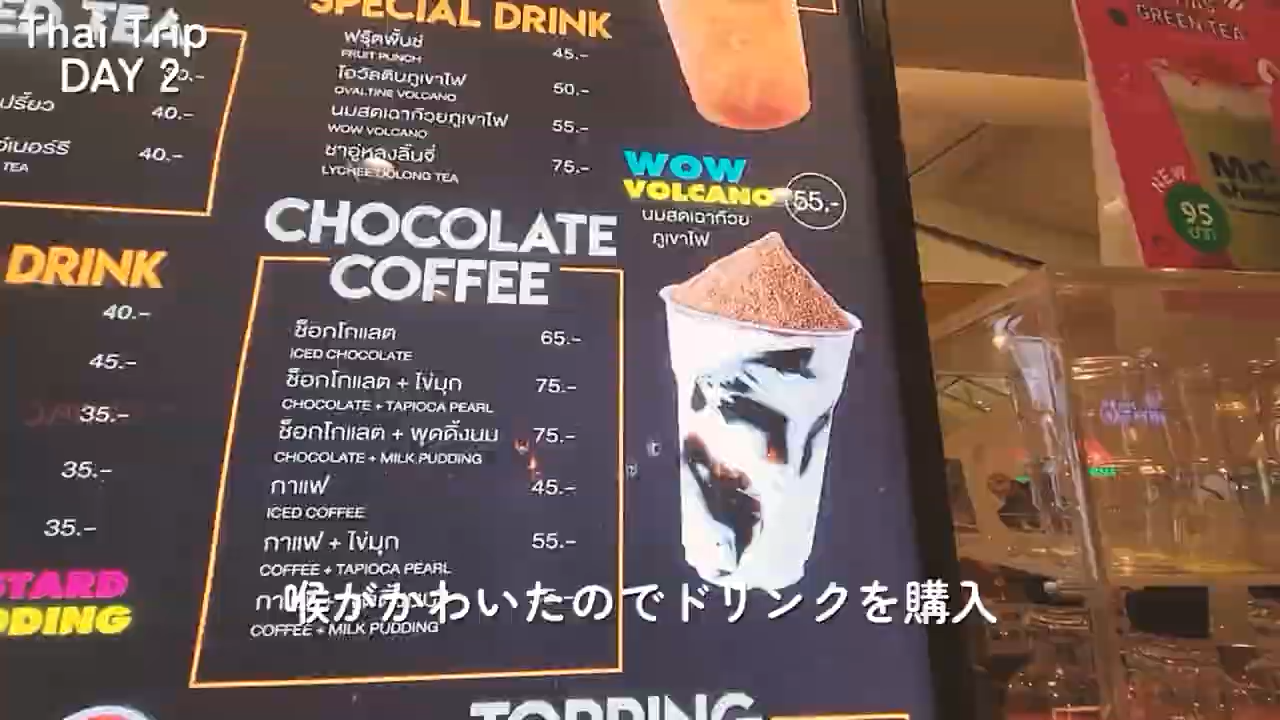 Thai Trip
DAY 2
SPECIAL DRINK
ฟรุ๊ตพั้นช์ 45.-
FRUIT PUNCH
โอวัลตินภูเขาไฟ 50.-
OVALTINE VOLCANO
นมสดเฉาก๊วยภูเขาไฟ 55.-
WOW VOLCANO
ชาอู่หลงลิ้นจี่ 75.-
LYCHEE OOLONG TEA
40.-
40.-
TEA
WOW
VOLCANO 55.-
นมสดเฉาก๊วย
ภูเขาไฟ
DRINK
40.-
45.-
35.-
35.-
35.-
CHOCOLATE
COFFEE
ช็อกโกแลต 65.-
ICED CHOCOLATE
ช็อกโกแลต + ไข่มุก 75.-
CHOCOLATE + TAPIOCA PEARL
ช็อกโกแลต + พุดดิ้งนม 75.-
CHOCOLATE + MILK PUDDING
กาแฟ 45.-
ICED COFFEE
กาแฟ + ไข่มุก 55.-
COFFEE + TAPIOCA PEARL
COFFEE + MILK PUDDING
喉がかわいたのでドリンクを購入
TOPPING
GREEN TEA
NEW
95
บาท